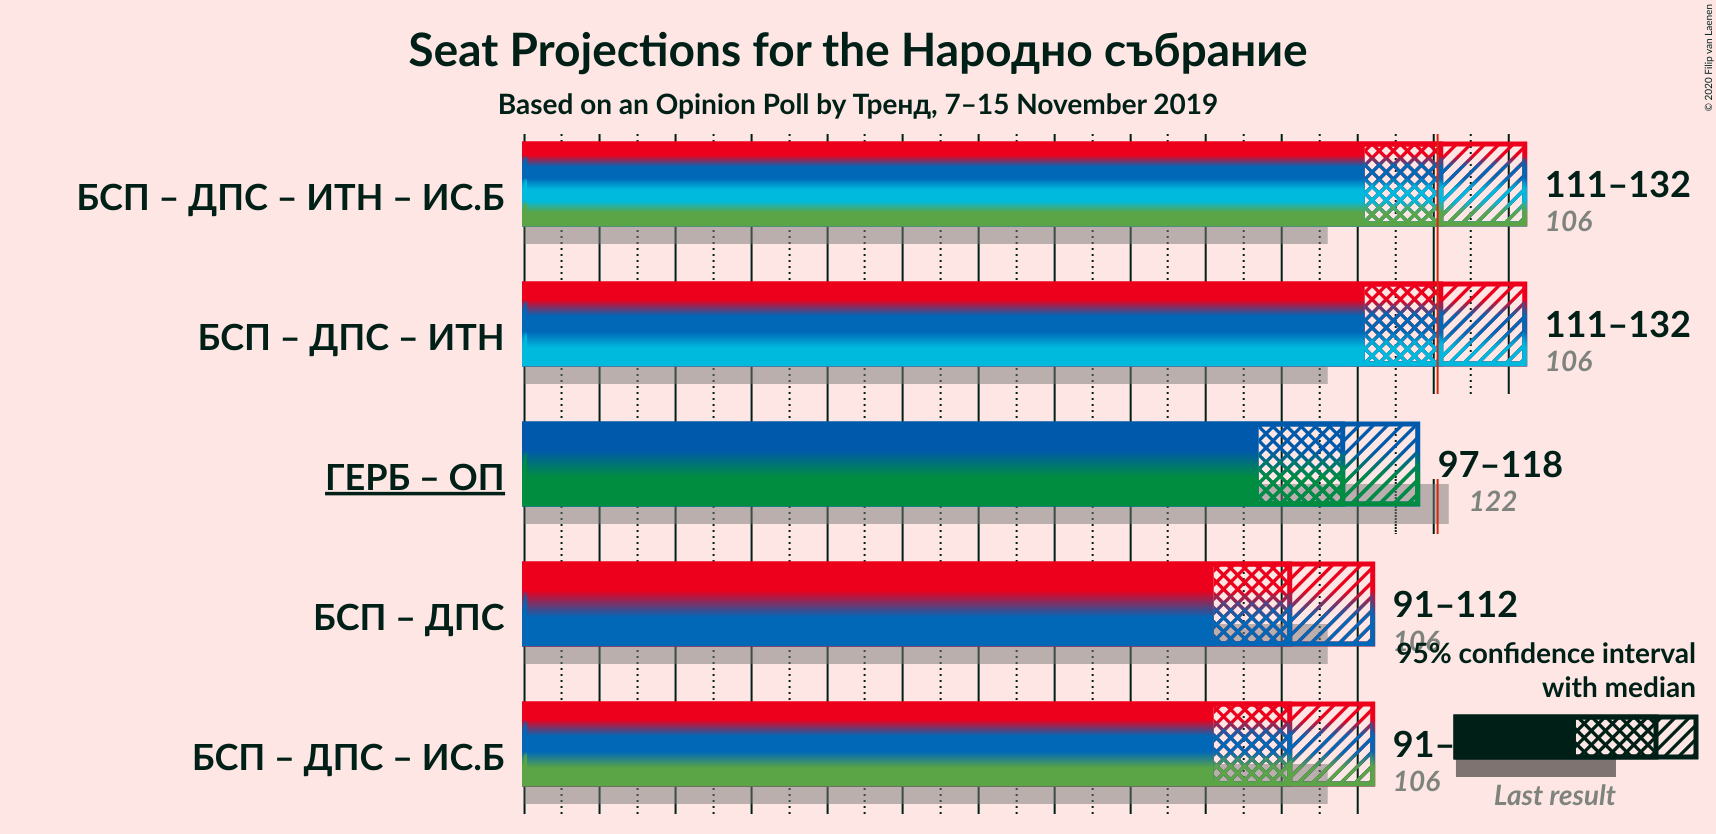 Seat Projections for the Народно събрание
Based on an Opinion Poll by Тренд, 7–15 November 2019
© 2020 Filip van Laenen
БСП – ДПС – ИТН – ИС.Б
111–132
106
БСП – ДПС – ИТН
111–132
106
ГЕРБ – ОП
97–118
122
БСП – ДПС
91–112
106
95% confidence interval
with median
БСП – ДПС – ИС.Б
91–
106
Last result